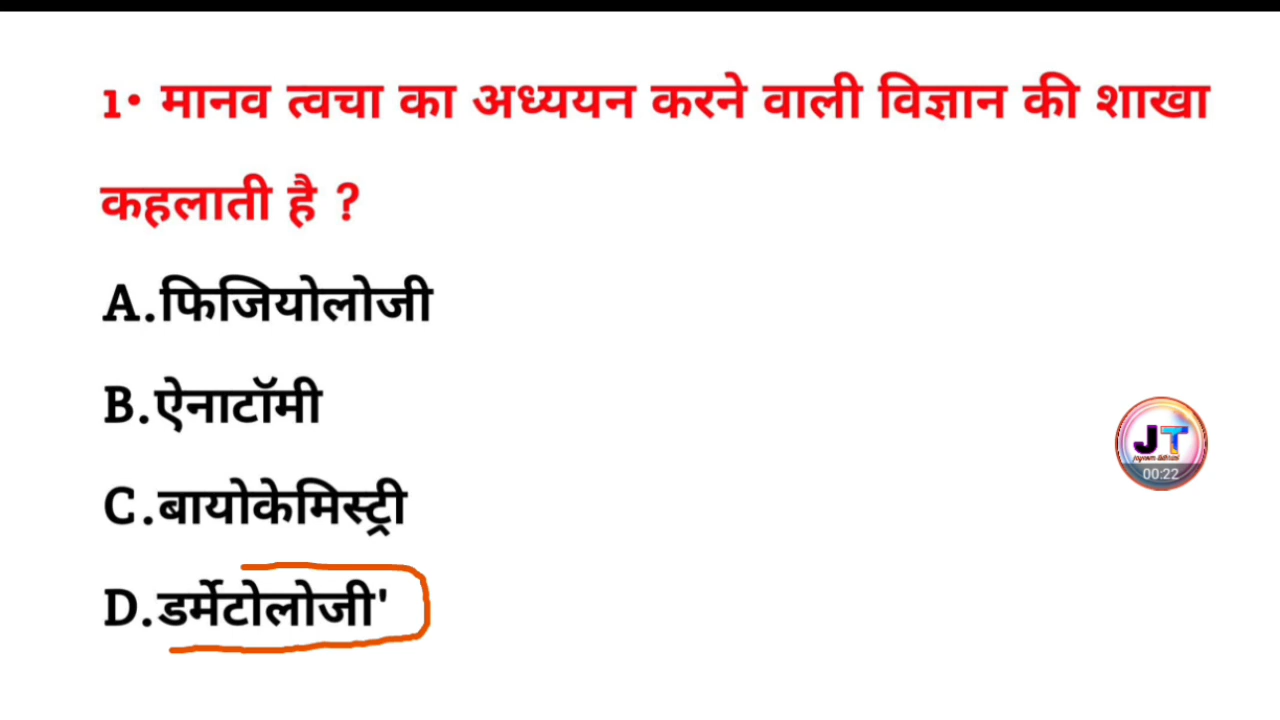 1• मानव त्वचा का अध्ययन करने वाली विज्ञान की शाखा
कहलाती है ?
A.फिजियोलोजी
B.ऐनाटॉमी
C.बायोकेमिस्ट्री
D.डर्मेटोलोजी'
JT
00:22